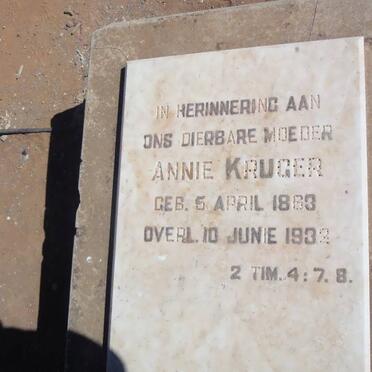 IN HERINNERING AAN
ONS DIERBARE MOEDER
ANNIE KRUGER
GEB. 5 APRIL 1863
OVERL. 10 JUNIE 1932
2 TIM. 4:7.8.